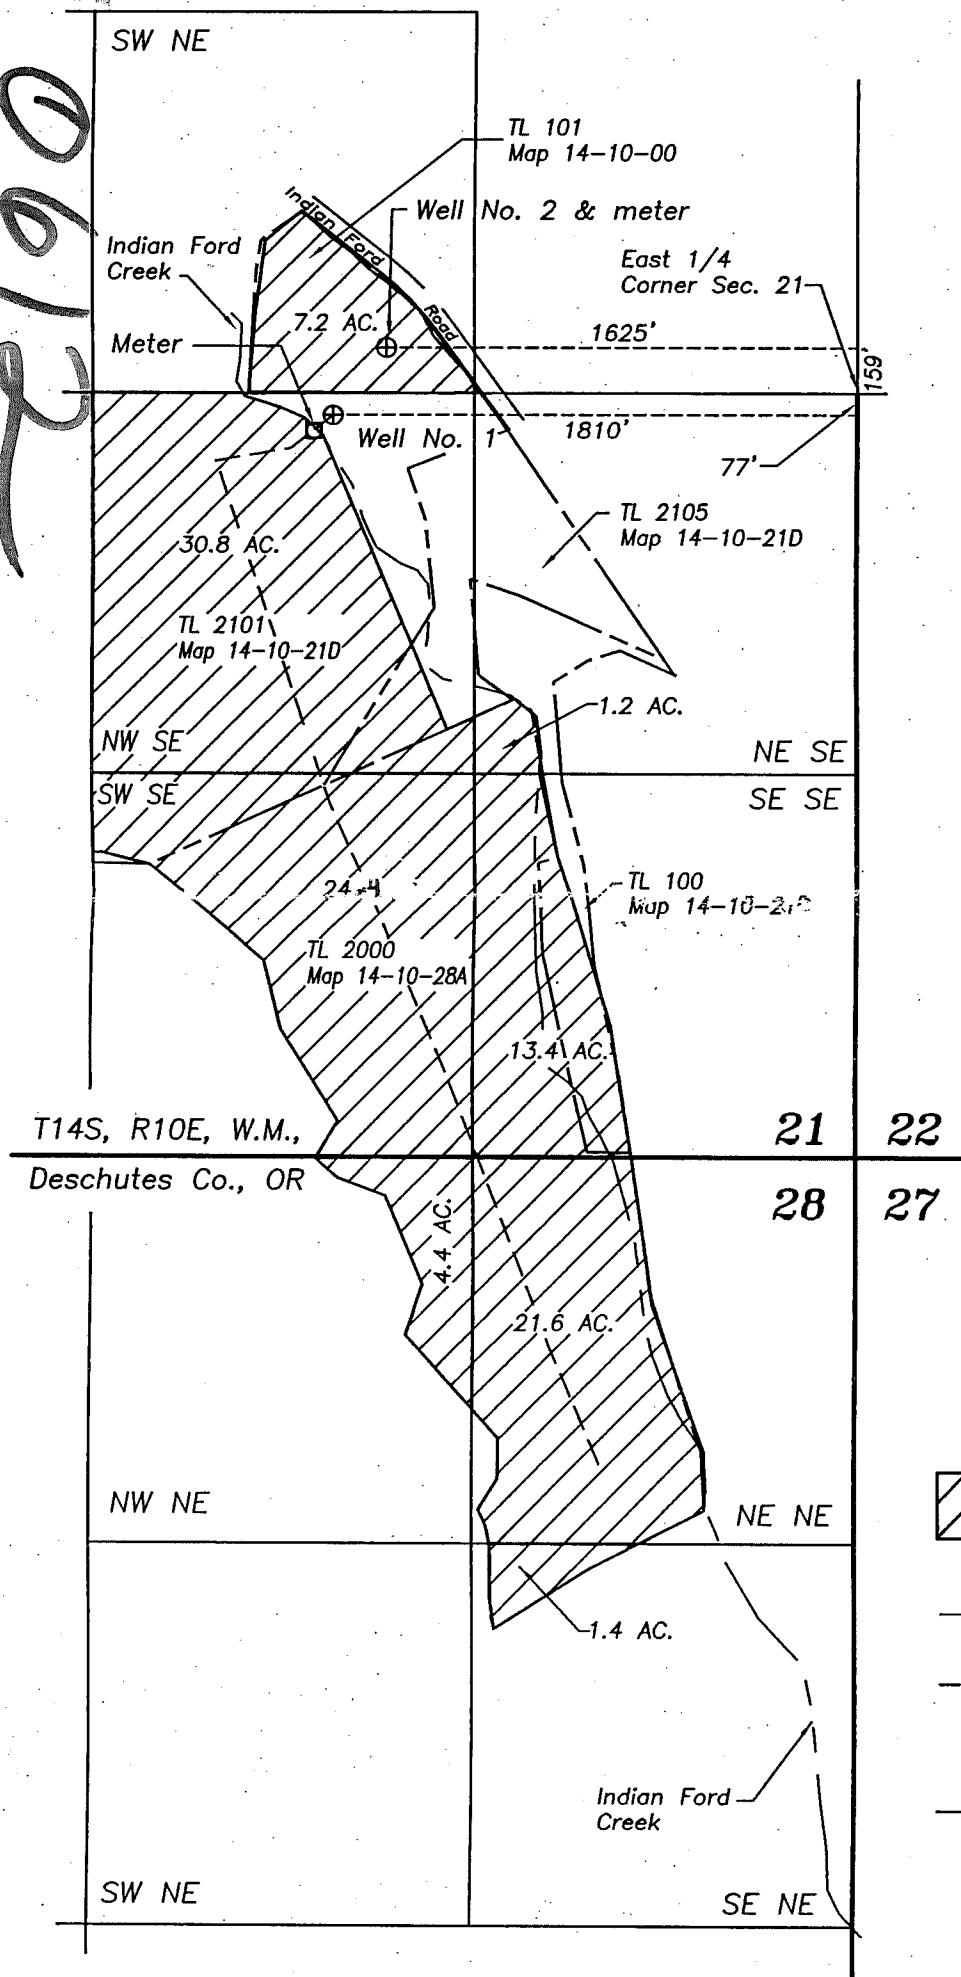 SW NE
TL 101
Map 14-10-00
Indian Ford Road
Well No. 2 & meter
Indian Ford
Creek
East 1/4
Corner Sec. 21
7.2 AC.
1625'
Meter
159'
Well No. 1
1810'
77'
TL 2105
Map 14-10-21D
30.8 AC.
TL 2101
Map 14-10-21D
1.2 AC.
NW SE
NE SE
SW SE
SE SE
24.4
TL 100
Map 14-10-
TL 2000
Map 14-10-28A
13.4 AC.
T14S, R10E, W.M.,
21
22
Deschutes Co., OR
28
27
4.4 AC.
21.6 AC.
NW NE
NE NE
1.4 AC.
Indian Ford
Creek
SW NE
SE NE